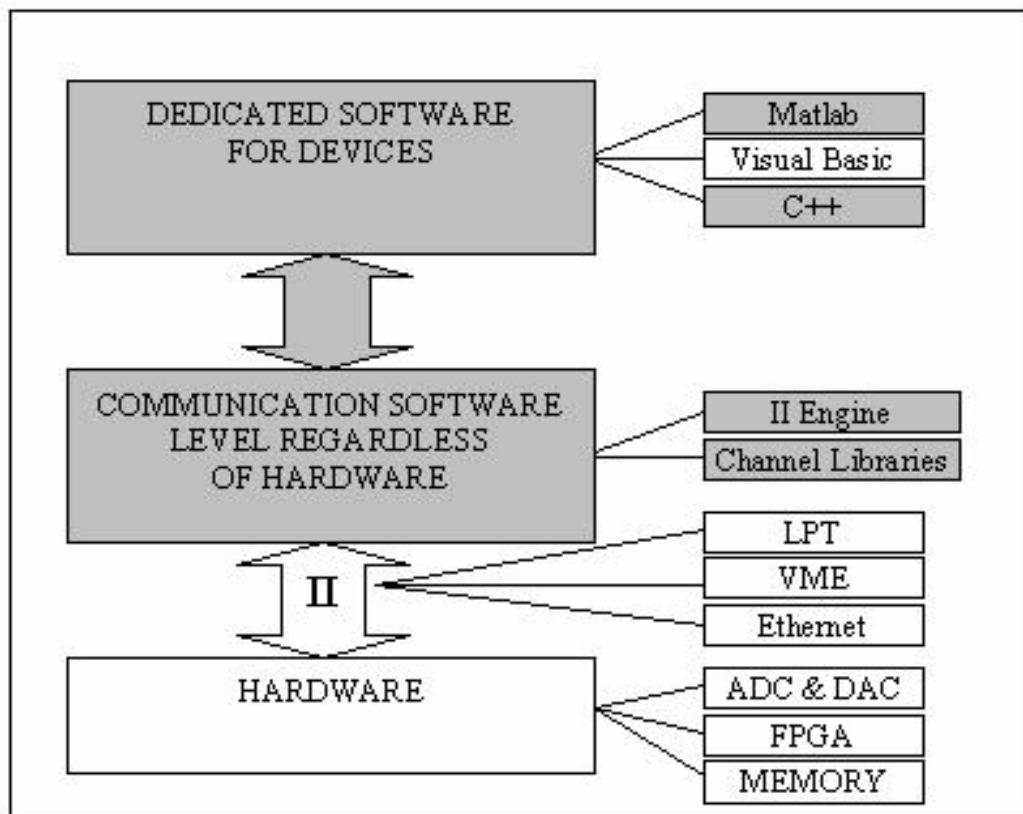 DEDICATED SOFTWARE
FOR DEVICES
Matlab
Visual Basic
C++
COMMUNICATION SOFTWARE
LEVEL REGARDLESS
OF HARDWARE
II Engine
Channel Libraries
II
LPT
VME
Ethernet
HARDWARE
ADC & DAC
FPGA
MEMORY